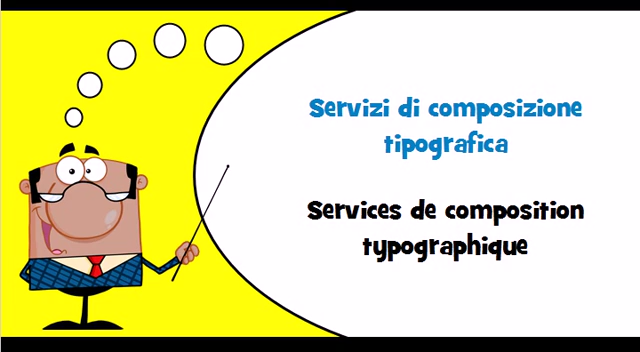 Servizi di composizione
tipografica
Services de composition
typographique